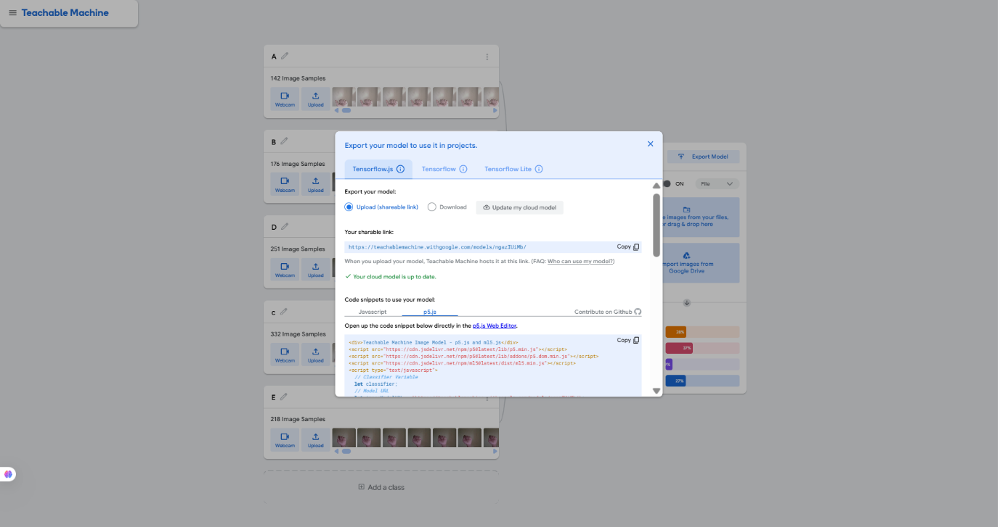 Teachable Machine
A
142 Image Samples
Webcam
Upload
B
176 Image Samples
Webcam
Upload
D
251 Image Samples
Webcam
Upload
c
332 Image Samples
Webcam
Upload
E
218 Image Samples
Webcam
Upload
Add a class
Export your model to use it in projects.
Tensorflow.js
Tensorflow
Tensorflow Lite
Export your model:
Upload (shareable link)
Download
Update my cloud model
Your sharable link:
https://teachablemachine.withgoogle.com/models/ngazIUiMb/
Copy
When you upload your model, Teachable Machine hosts it at this link. (FAQ: Who can use my model?)
Your cloud model is up to date.
Code snippets to use your model:
Javascript
p5.js
Contribute on Github
Open up the code snippet below directly in the p5.js Web Editor.
Copy
<div>Teachable Machine Image Model - p5.js and ml5.js</div>
<script src="https://cdn.jsdelivr.net/npm/p5@latest/lib/p5.min.js"></script>
<script src="https://cdn.jsdelivr.net/npm/p5@latest/lib/addons/p5.dom.min.js"></script>
<script src="https://cdn.jsdelivr.net/npm/ml5@latest/dist/ml5.min.js"></script>
<script type="text/javascript">
// Classifier Variable
let classifier;
// Model URL
Export Model
ON
File
images from your files,
or drag & drop here
mport images from
Google Drive
28%
37%
%
27%